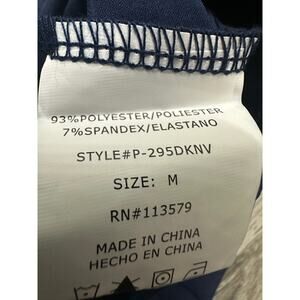 93%POLYESTER/POLIESTER
7%SPANDEX/ELASTANO
STYLE#P-295DKNV
SIZE: M
RN#113579
MADE IN CHINA
HECHO EN CHINA